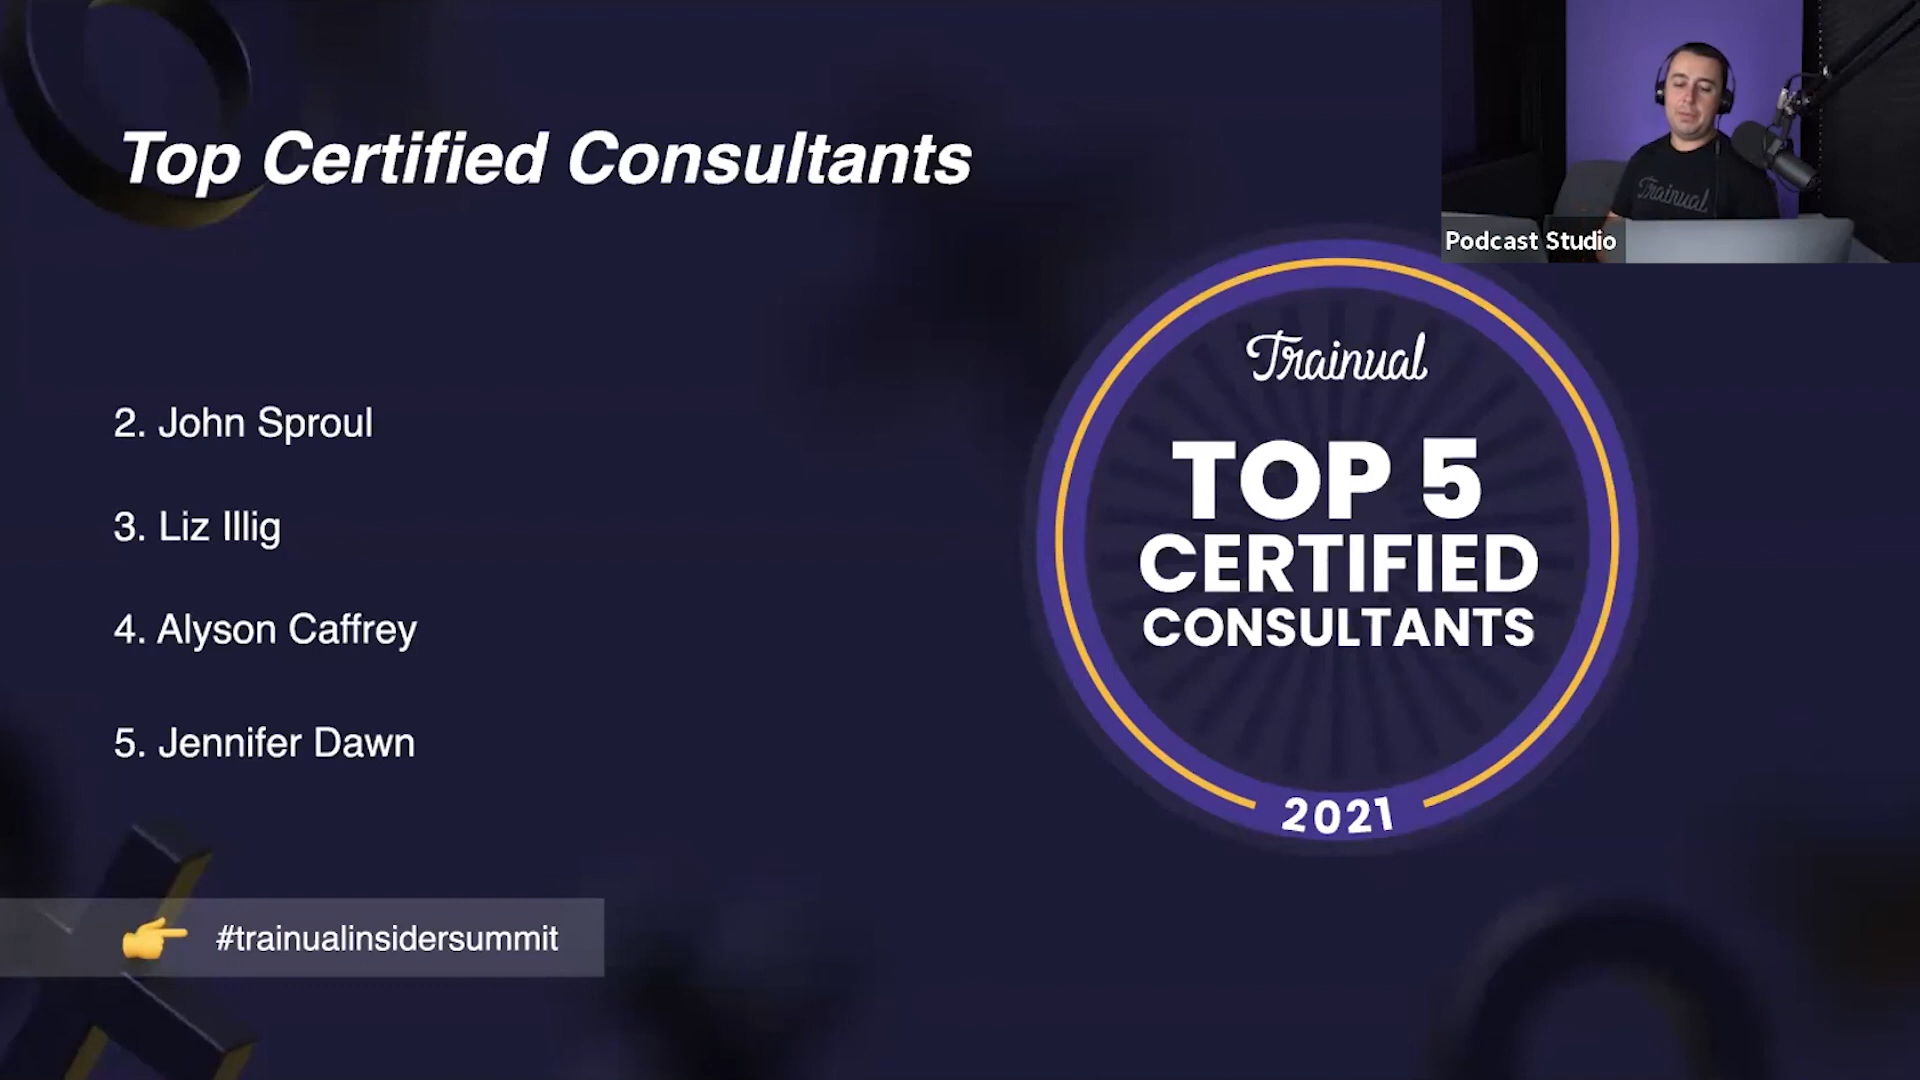 Top Certified Consultants
2. John Sproul
3. Liz Illig
4. Alyson Caffrey
5. Jennifer Dawn
#trainualinsidersummit
Trainual
TOP 5
CERTIFIED
CONSULTANTS
2021
Trainual
Podcast Studio